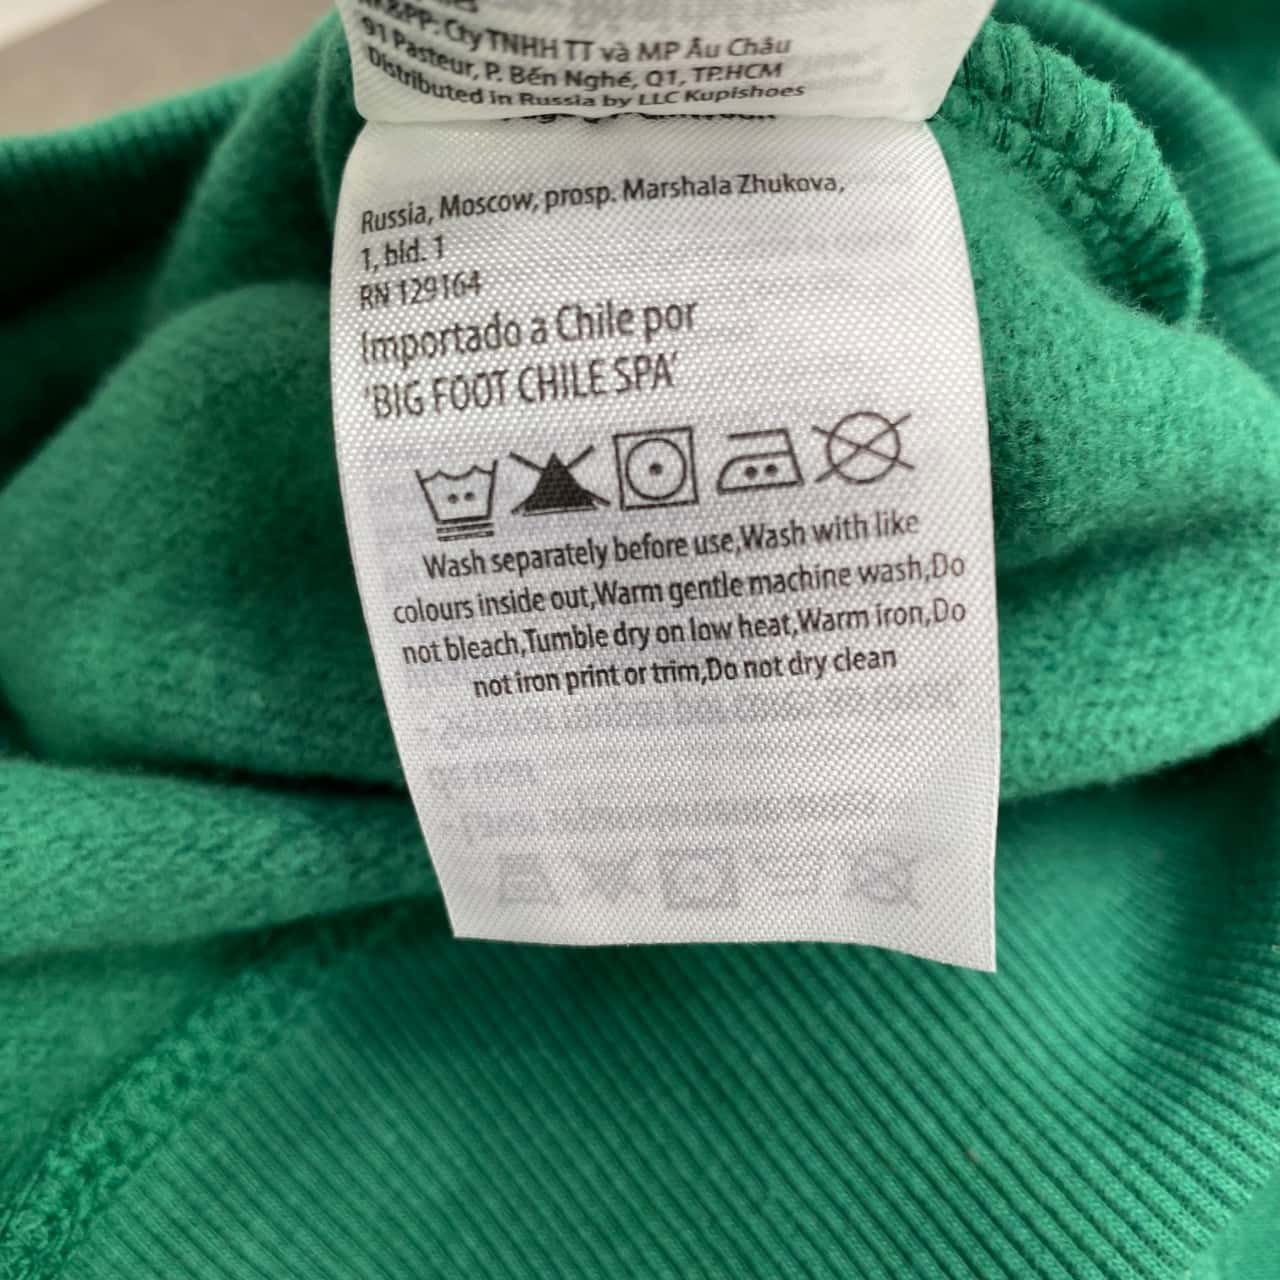 91 Pasteur, P. Bến Nghé, Q1, TP.HCM
Distributed in Russia by LLC Kupishoes
Russia, Moscow, prosp. Marshala Zhukova,
1, bld. 1
RN 129164
Importado a Chile por
'BIG FOOT CHILE SPA'
Wash separately before use,Wash with like
colours inside out,Warm gentle machine wash,Do
not bleach,Tumble dry on low heat,Warm iron,Do
not iron print or trim,Do not dry clean